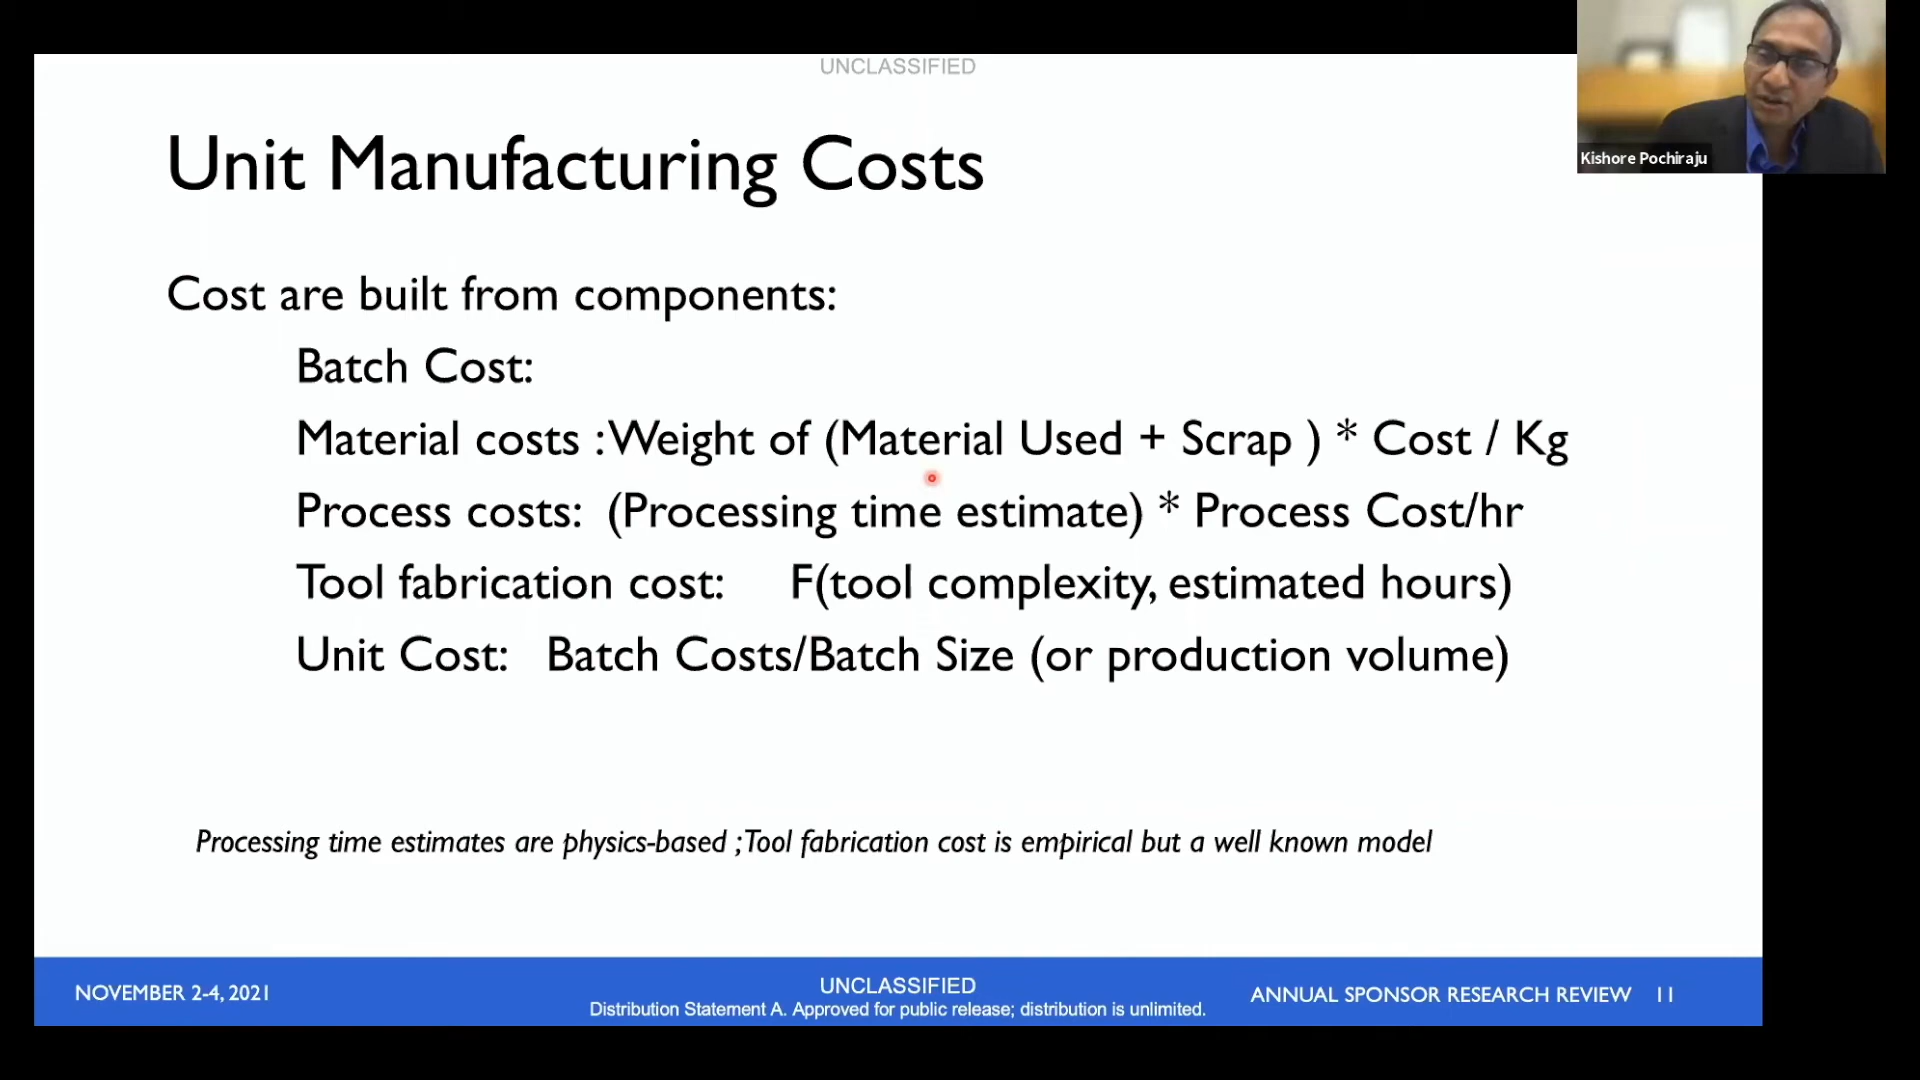 UNCLASSIFIED
Kishore Pochiraju
Unit Manufacturing Costs
Cost are built from components:
Batch Cost:
Material costs : Weight of (Material Used + Scrap ) * Cost / Kg
Process costs: (Processing time estimate) * Process Cost/hr
Tool fabrication cost: F(tool complexity, estimated hours)
Unit Cost: Batch Costs/Batch Size (or production volume)
Processing time estimates are physics-based ; Tool fabrication cost is empirical but a well known model
NOVEMBER 2-4, 2021
UNCLASSIFIED
Distribution Statement A. Approved for public release; distribution is unlimited.
ANNUAL SPONSOR RESEARCH REVIEW 11